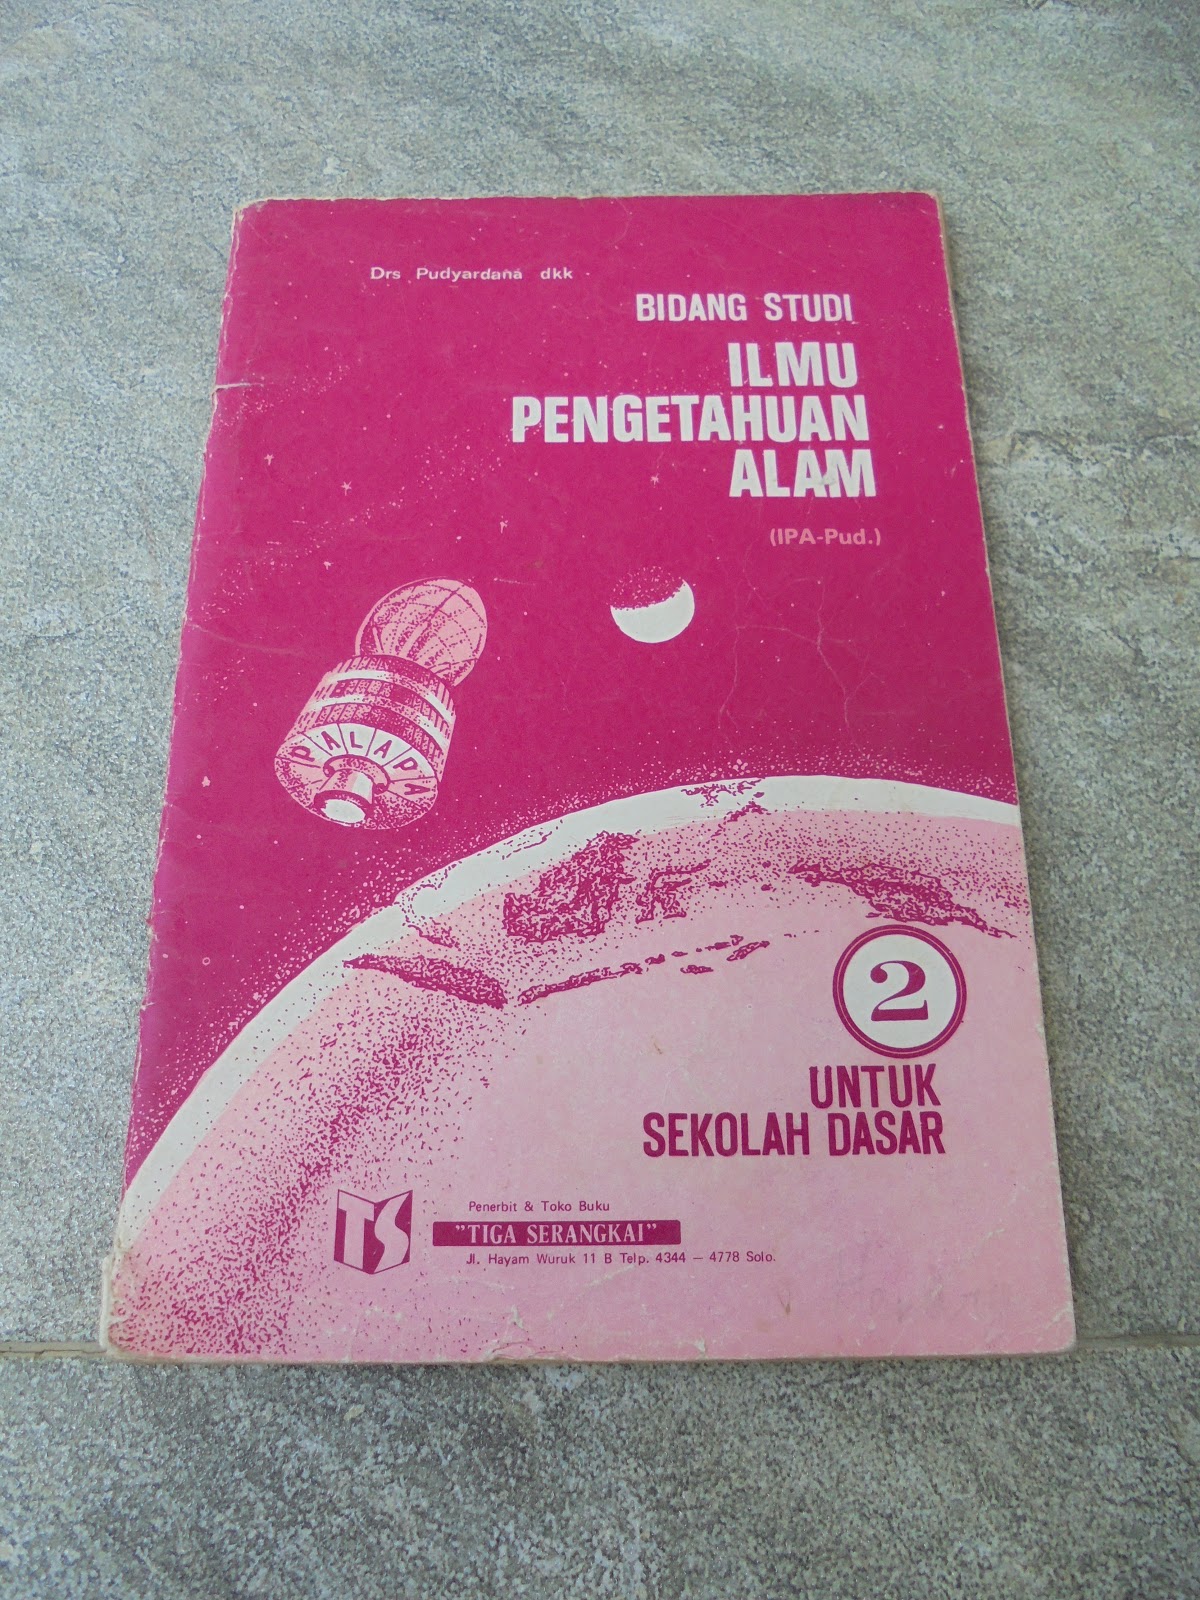 Drs Pudyardana dkk
BIDANG STUDI
ILMU
PENGETAHUAN
ALAM
(IPA-Pud.)
PALAPA
2
UNTUK
SEKOLAH DASAR
TS
Penerbit & Toko Buku
"TIGA SERANGKAI"
Jl. Hayam Wuruk 11 B Telp. 4344 — 4778 Solo.